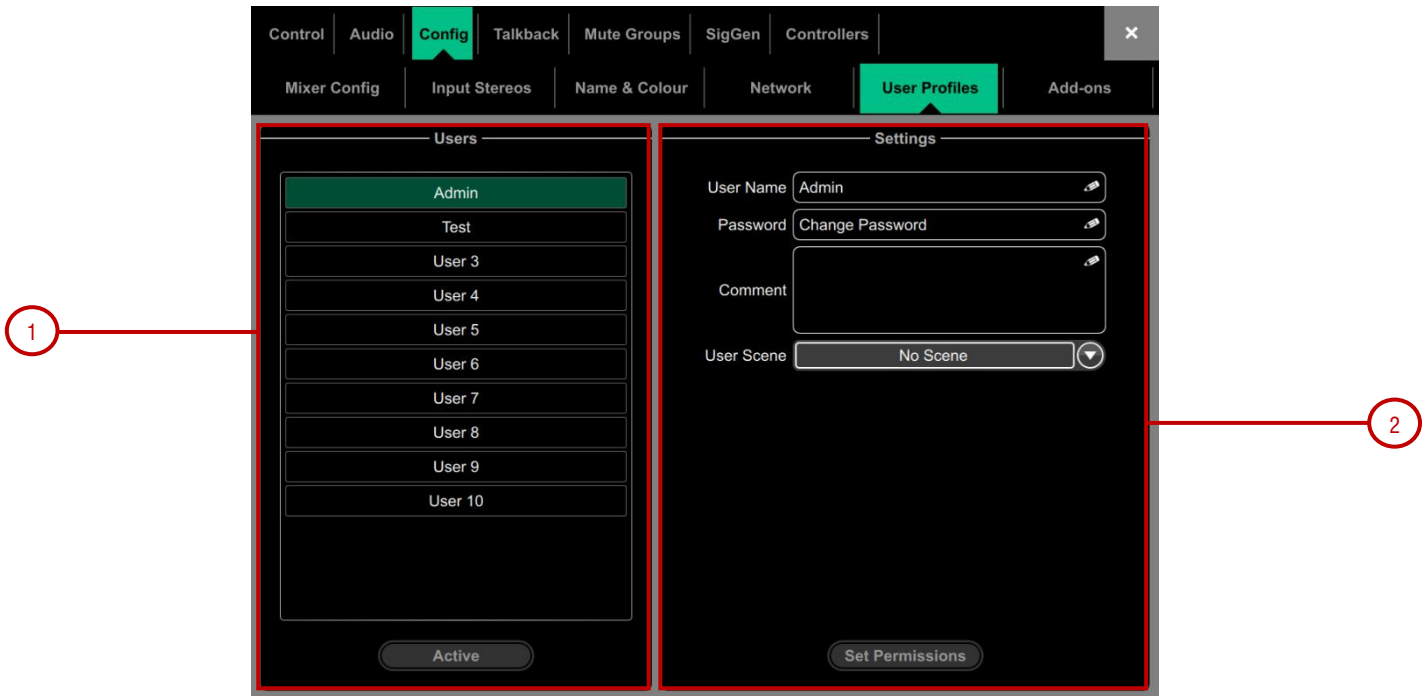 Control Audio Config Talkback Mute Groups SigGen Controllers ×
Mixer Config Input Stereos Name & Colour Network User Profiles Add-ons
Users
Admin
Test
User 3
User 4
User 5
User 6
User 7
User 8
User 9
User 10
Active
Settings
User Name Admin
Password Change Password
Comment
User Scene No Scene
Set Permissions
1
2